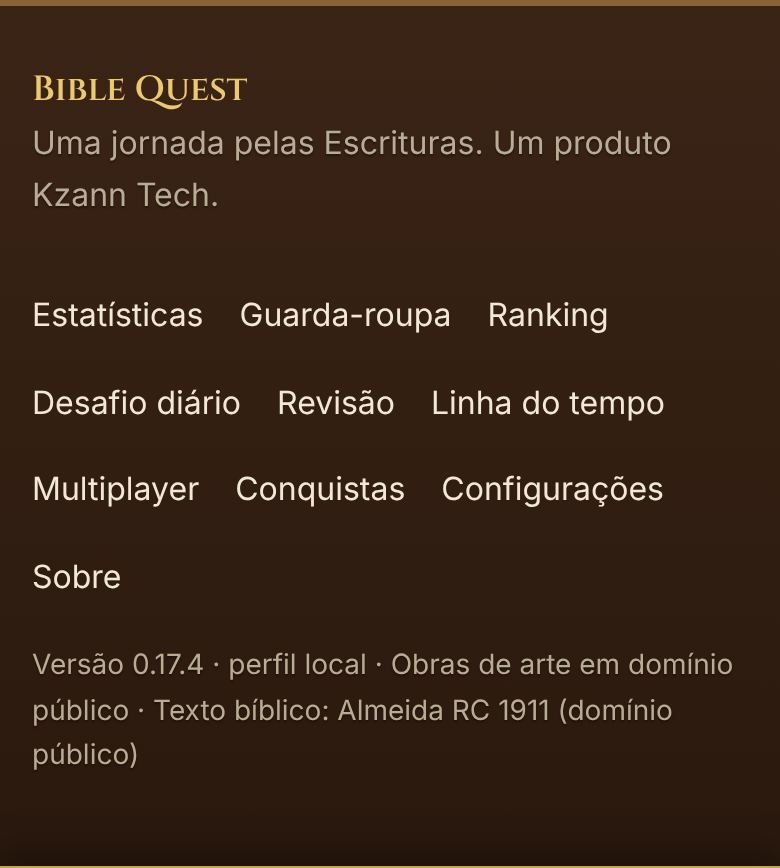 Bible Quest
Uma jornada pelas Escrituras. Um produto
Kzann Tech.
Estatísticas Guarda-roupa Ranking
Desafio diário Revisão Linha do tempo
Multiplayer Conquistas Configurações
Sobre
Versão 0.17.4 · perfil local · Obras de arte em domínio
público · Texto bíblico: Almeida RC 1911 (domínio
público)